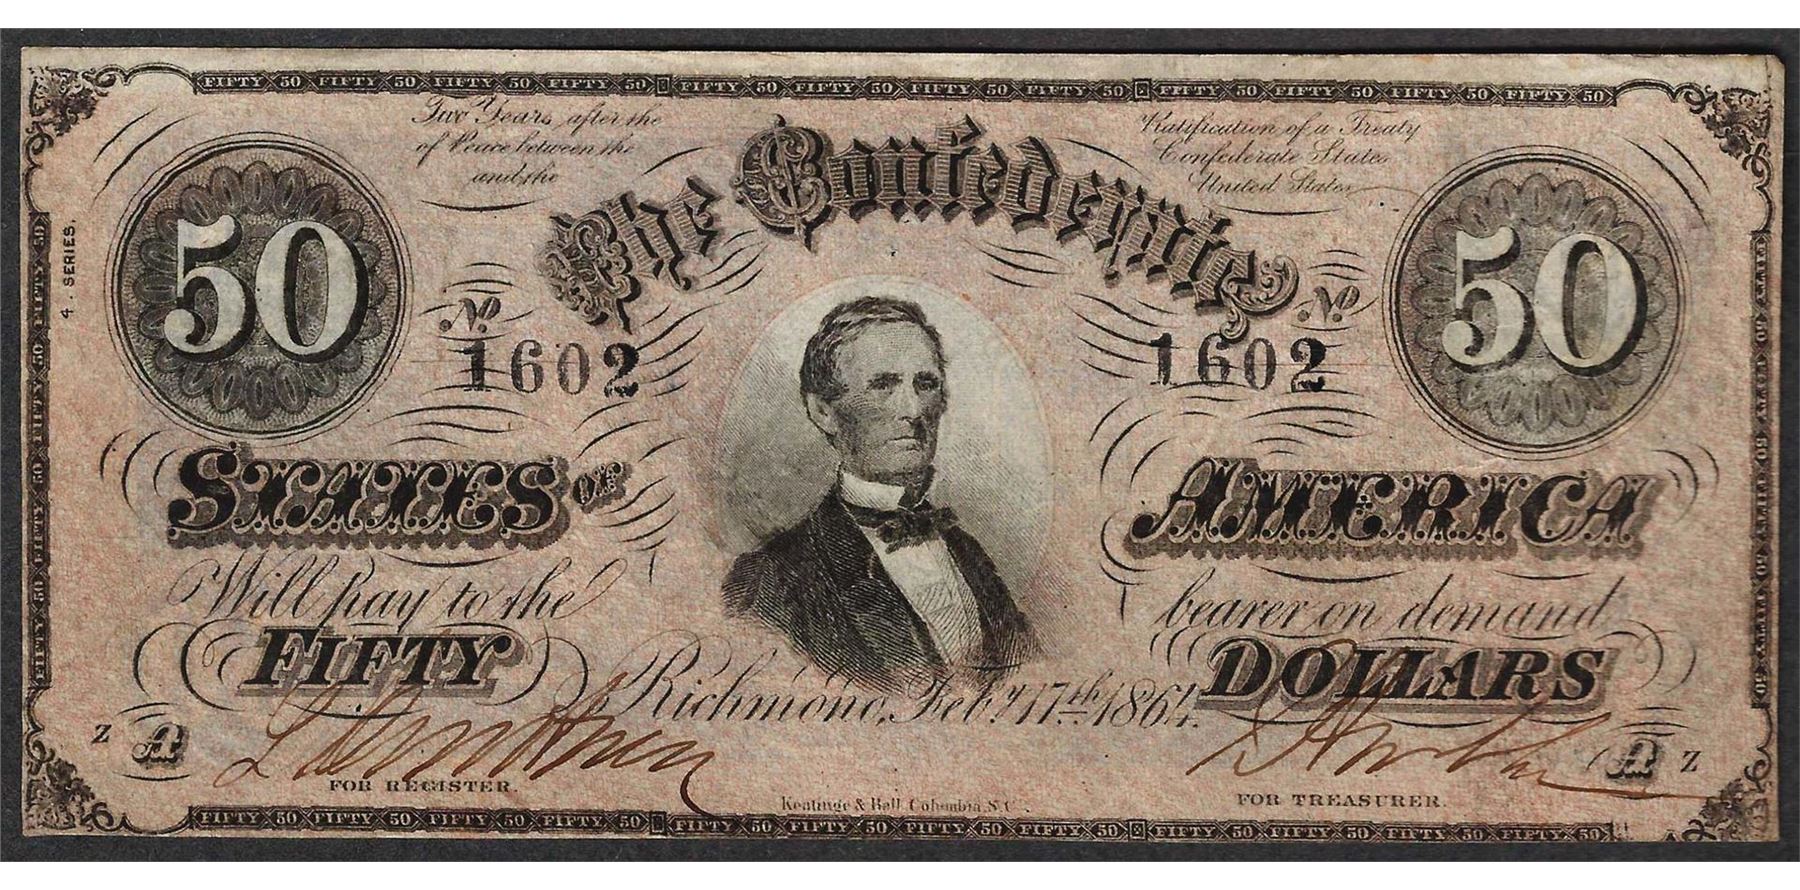 FIFTY 50 FIFTY 50 FIFTY 50 FIFTY 50 FIFTY 50 FIFTY 50 FIFTY 50 FIFTY 50 FIFTY 50 FIFTY 50 FIFTY 50 FIFTY 50
Two Years after the Ratification of a Treaty
of Peace between the Confederate States
and the United States
The Confederate
50 50
4 . SERIES.
No. No.
1602 1602
STATES OF AMERICA
Will pay to the bearer on demand
FIFTY DOLLARS
Richmond, Feby. 17th 1864.
Z A A Z
FOR REGISTER. FOR TREASURER.
Keatinge & Ball, Columbia, S.C.
FIFTY 50 FIFTY 50 FIFTY 50 FIFTY 50 FIFTY 50 FIFTY 50 FIFTY 50 FIFTY 50 FIFTY 50 FIFTY 50 FIFTY 50 FIFTY 50